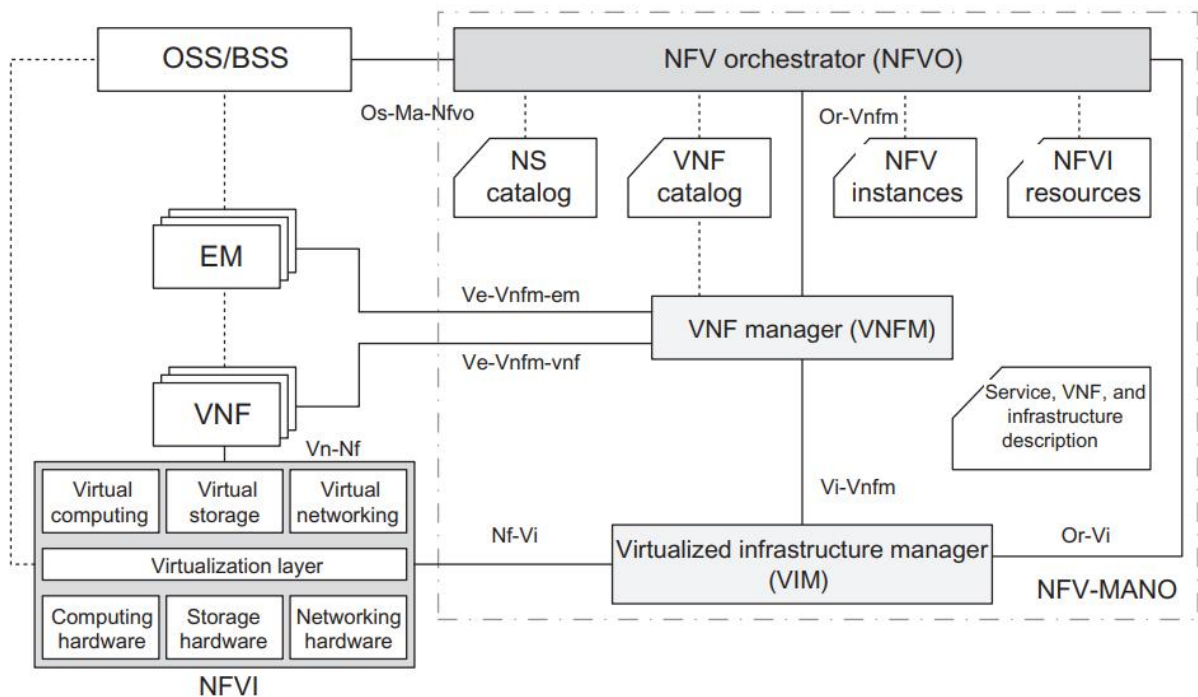 OSS/BSS
NFV orchestrator (NFVO)
Os-Ma-Nfvo
Or-Vnfm
NS
catalog
VNF
catalog
NFV
instances
NFVI
resources
EM
Ve-Vnfm-em
VNF manager (VNFM)
Ve-Vnfm-vnf
VNF
Service, VNF, and
infrastructure
description
Vn-Nf
Virtual
computing
Virtual
storage
Virtual
networking
Vi-Vnfm
Nf-Vi
Virtualized infrastructure manager
(VIM)
Or-Vi
Virtualization layer
NFV-MANO
Computing
hardware
Storage
hardware
Networking
hardware
NFVI